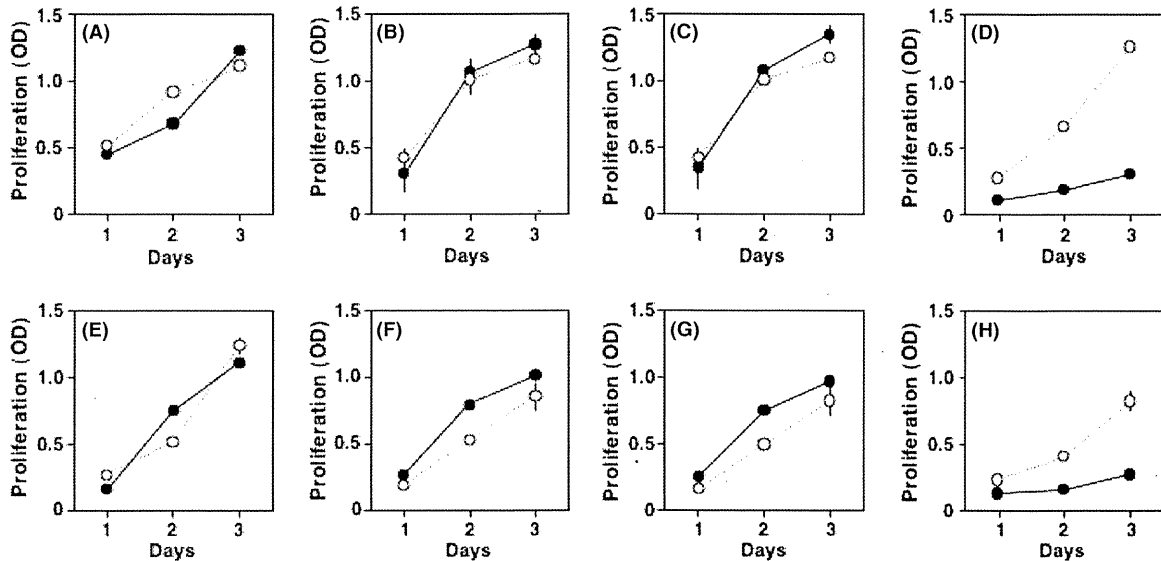 (A) (B) (C) (D)
1.5 1.5 1.5 1.5
1.0 1.0 1.0 1.0
0.5 0.5 0.5 0.5
0 0 0 0
Proliferation (OD) Proliferation (OD) Proliferation (OD) Proliferation (OD)
1 2 3 1 2 3 1 2 3 1 2 3
Days Days Days Days
(E) (F) (G) (H)
1.5 1.5 1.5 1.5
1.0 1.0 1.0 1.0
0.5 0.5 0.5 0.5
0 0 0 0
Proliferation (OD) Proliferation (OD) Proliferation (OD) Proliferation (OD)
1 2 3 1 2 3 1 2 3 1 2 3
Days Days Days Days